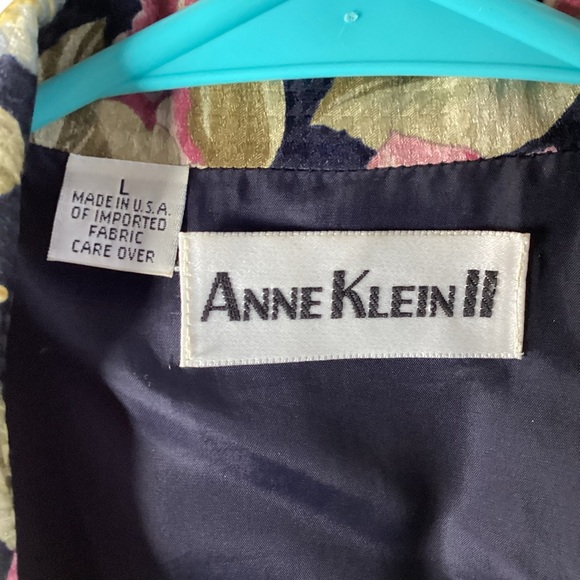 L
MADE IN U.S.A.
OF IMPORTED
FABRIC
CARE OVER
ANNE KLEIN II